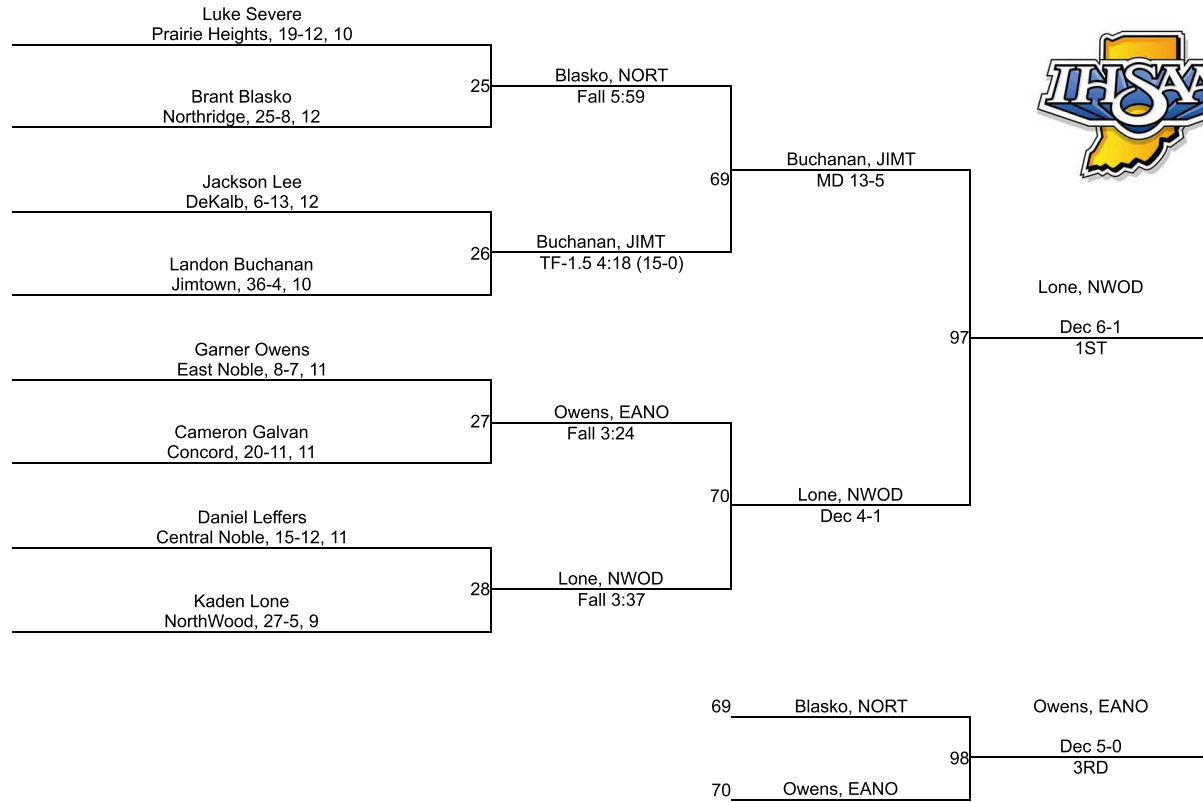 Luke Severe
Prairie Heights, 19-12, 10
25
Blasko, NORT
Fall 5:59
Brant Blasko
Northridge, 25-8, 12
IHSAA
69
Buchanan, JIMT
MD 13-5
Jackson Lee
DeKalb, 6-13, 12
26
Buchanan, JIMT
TF-1.5 4:18 (15-0)
Landon Buchanan
Jimtown, 36-4, 10
97
Lone, NWOD
Dec 6-1
1ST
Garner Owens
East Noble, 8-7, 11
27
Owens, EANO
Fall 3:24
Cameron Galvan
Concord, 20-11, 11
70
Lone, NWOD
Dec 4-1
Daniel Leffers
Central Noble, 15-12, 11
28
Lone, NWOD
Fall 3:37
Kaden Lone
NorthWood, 27-5, 9
69
Blasko, NORT
98
Owens, EANO
Dec 5-0
3RD
70
Owens, EANO